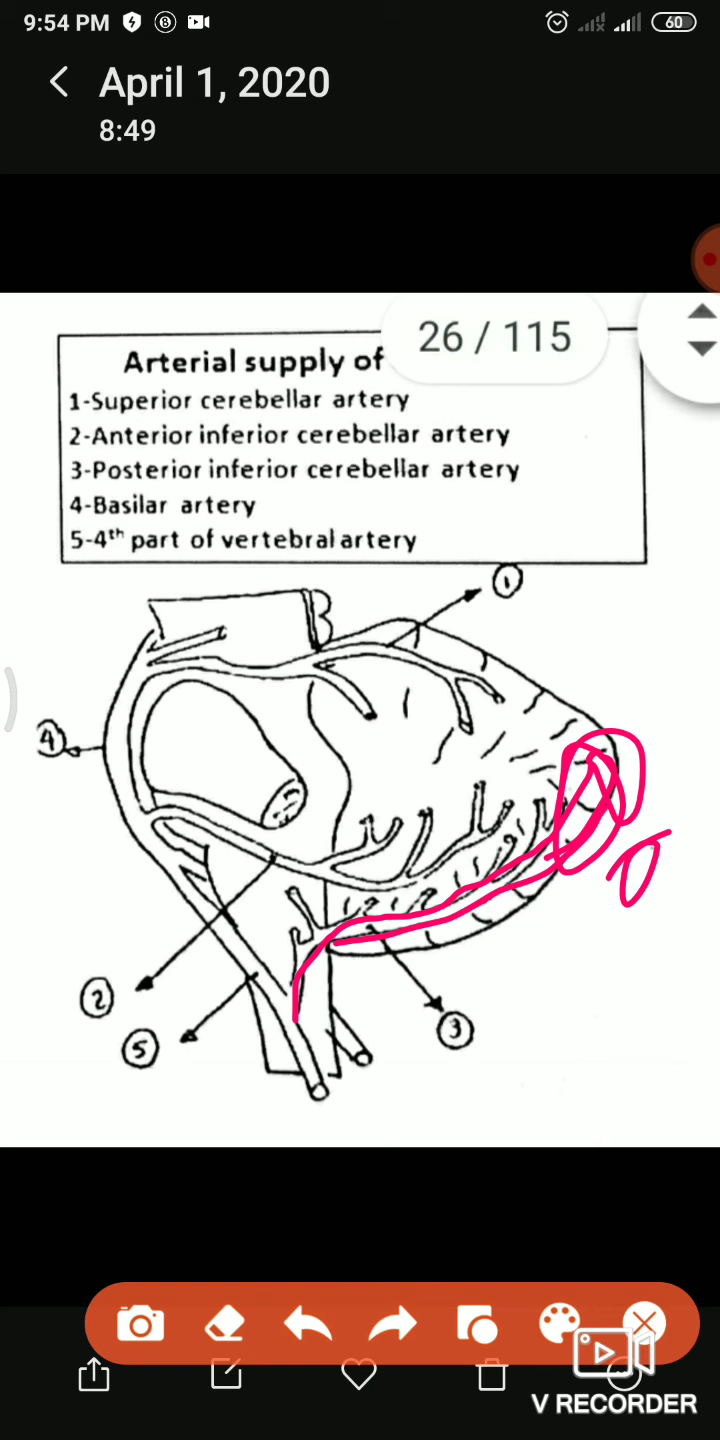 9:54 PM
60
April 1, 2020
8:49
26 / 115
Arterial supply of
1-Superior cerebellar artery
2-Anterior inferior cerebellar artery
3-Posterior inferior cerebellar artery
4-Basilar artery
5-4th part of vertebral artery
1
4
2
5
3
V RECORDER